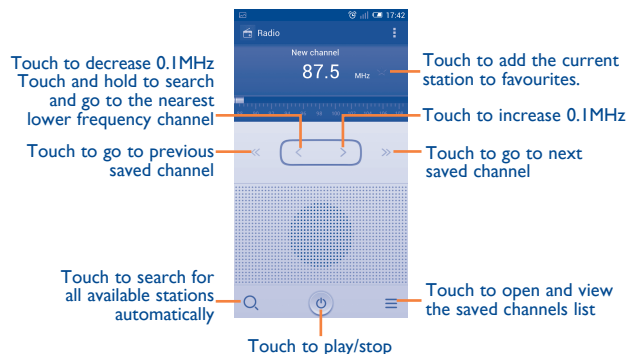 17:42
Radio
New channel
87.5 MHz
Touch to decrease 0.1MHz
Touch and hold to search
and go to the nearest
lower frequency channel
Touch to add the current
station to favourites.
Touch to increase 0.1MHz
Touch to go to previous
saved channel
Touch to go to next
saved channel
Touch to search for
all available stations
automatically
Touch to open and view
the saved channels list
Touch to play/stop